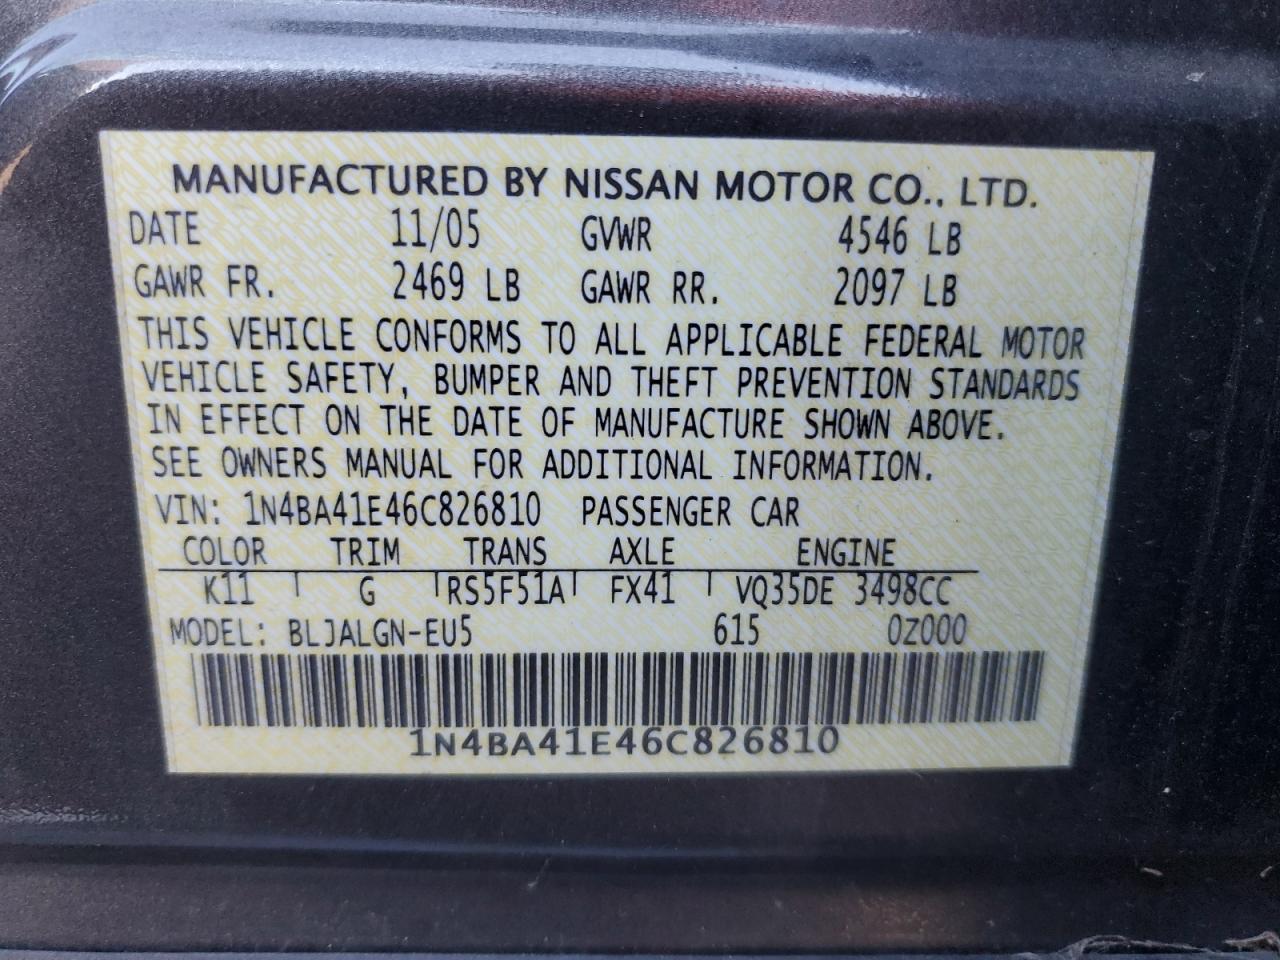 MANUFACTURED BY NISSAN MOTOR CO., LTD.
DATE 11/05 GVWR 4546 LB
GAWR FR. 2469 LB GAWR RR. 2097 LB
THIS VEHICLE CONFORMS TO ALL APPLICABLE FEDERAL MOTOR
VEHICLE SAFETY, BUMPER AND THEFT PREVENTION STANDARDS
IN EFFECT ON THE DATE OF MANUFACTURE SHOWN ABOVE.
SEE OWNERS MANUAL FOR ADDITIONAL INFORMATION.
VIN: 1N4BA41E46C826810 PASSENGER CAR
COLOR TRIM TRANS AXLE ENGINE
K11 G RS5F51A FX41 VQ35DE 3498CC
MODEL: BLJALGN-EU5 615 0Z000
1N4BA41E46C826810